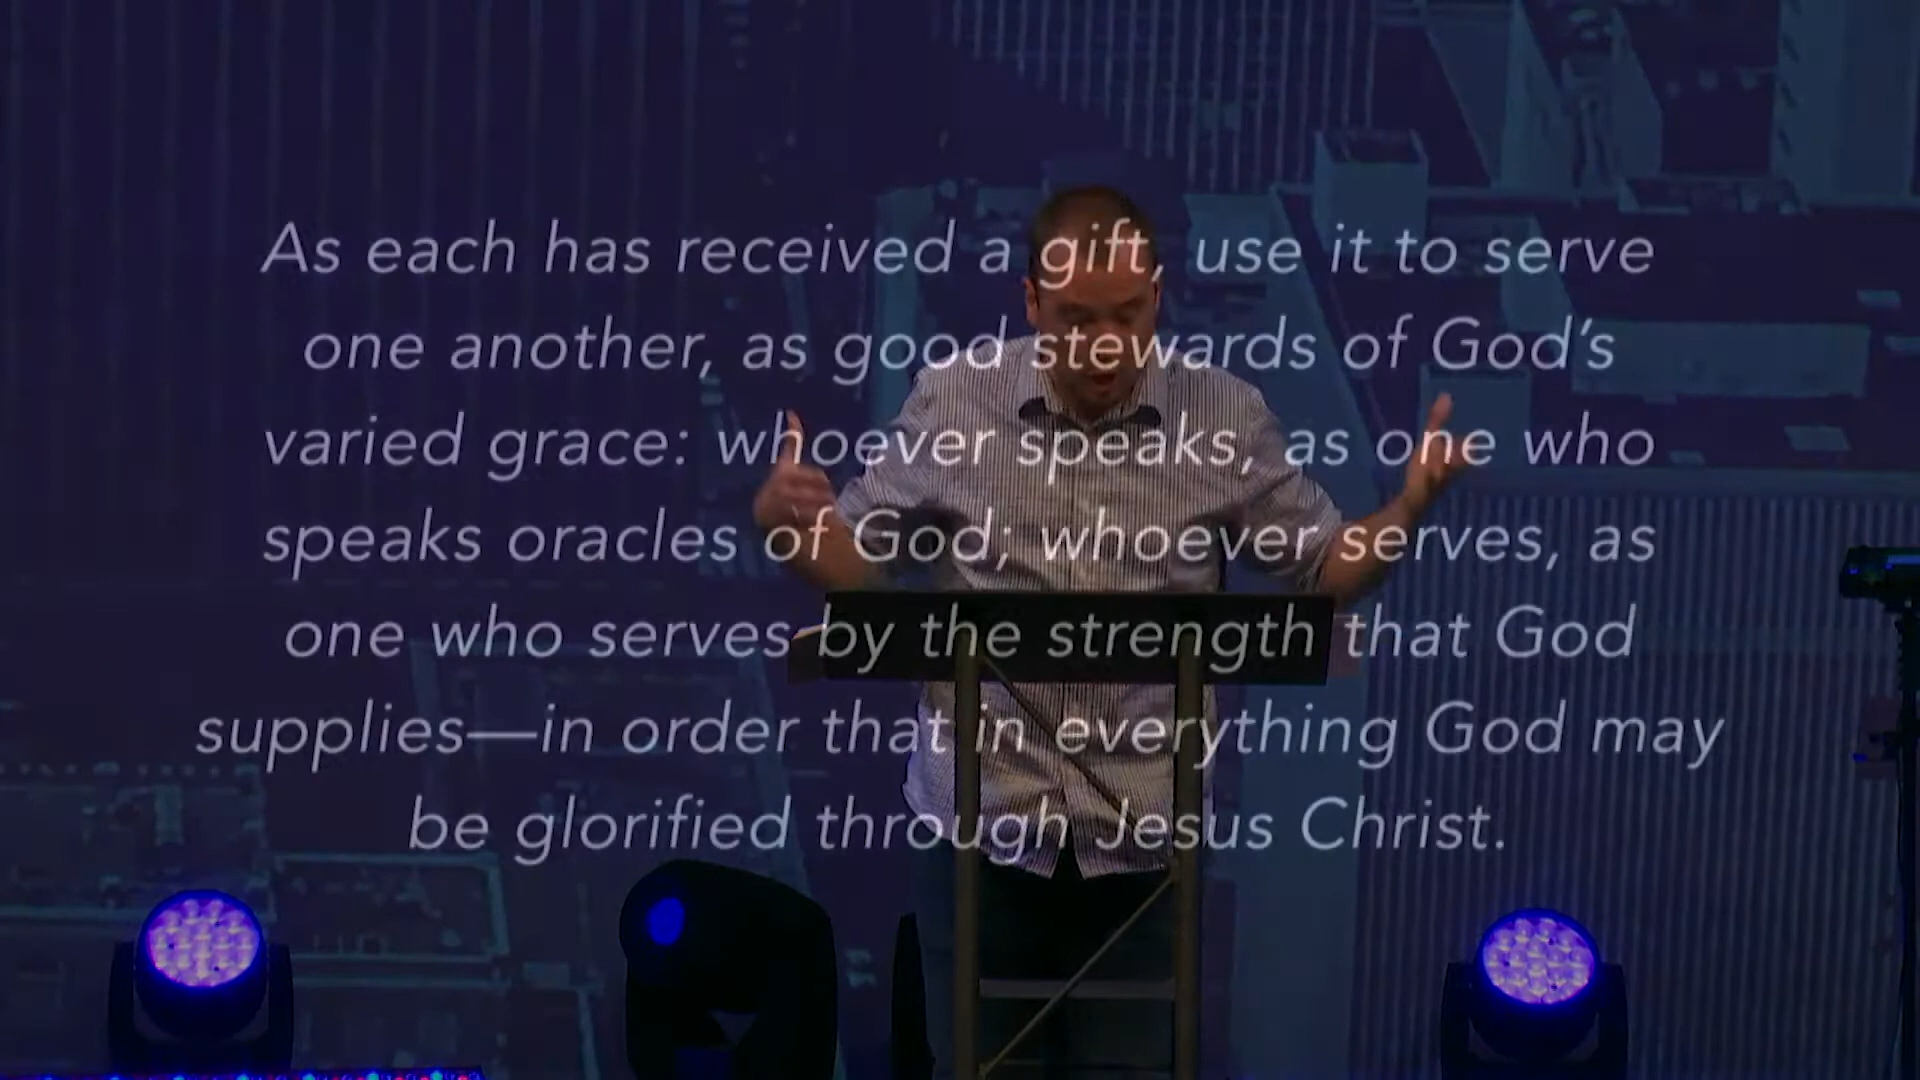 As each has received a gift, use it to serve
one another, as good stewards of God’s
varied grace: whoever speaks, as one who
speaks oracles of God; whoever serves, as
one who serves by the strength that God
supplies—in order that in everything God may
be glorified through Jesus Christ.